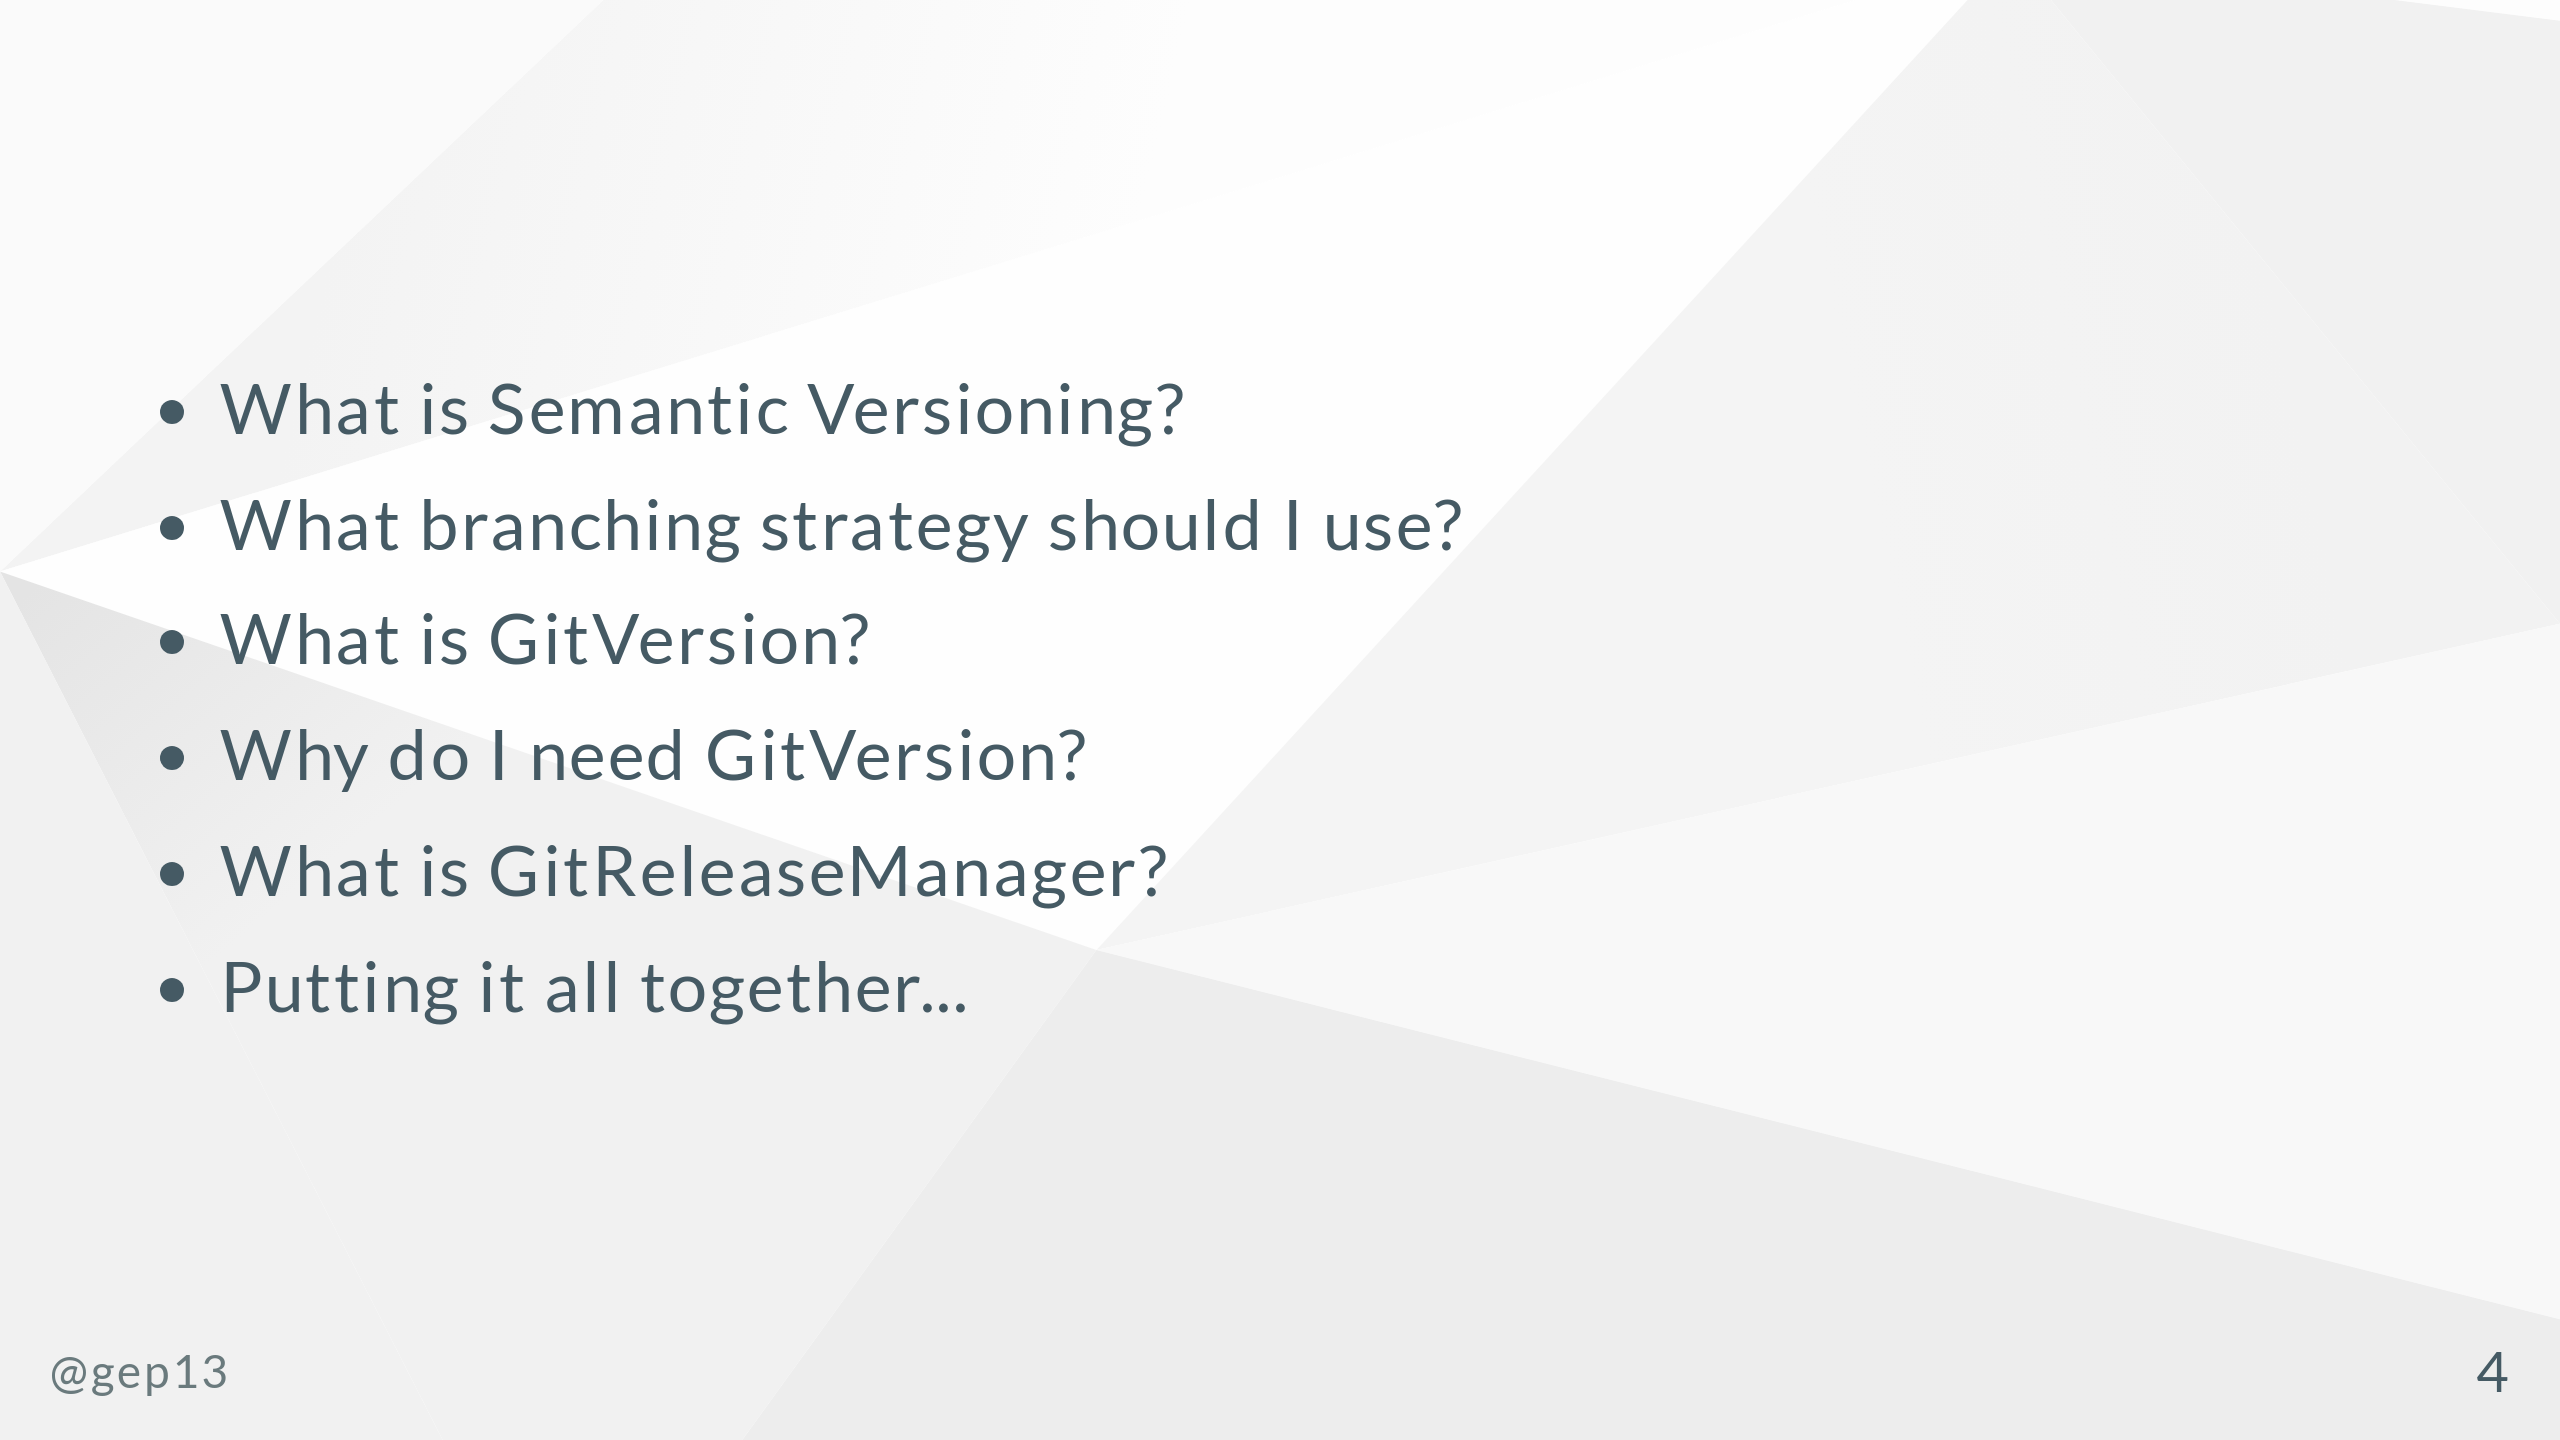 • What is Semantic Versioning?
• What branching strategy should I use?
• What is GitVersion?
• Why do I need GitVersion?
• What is GitReleaseManager?
• Putting it all together...
@gep13
4